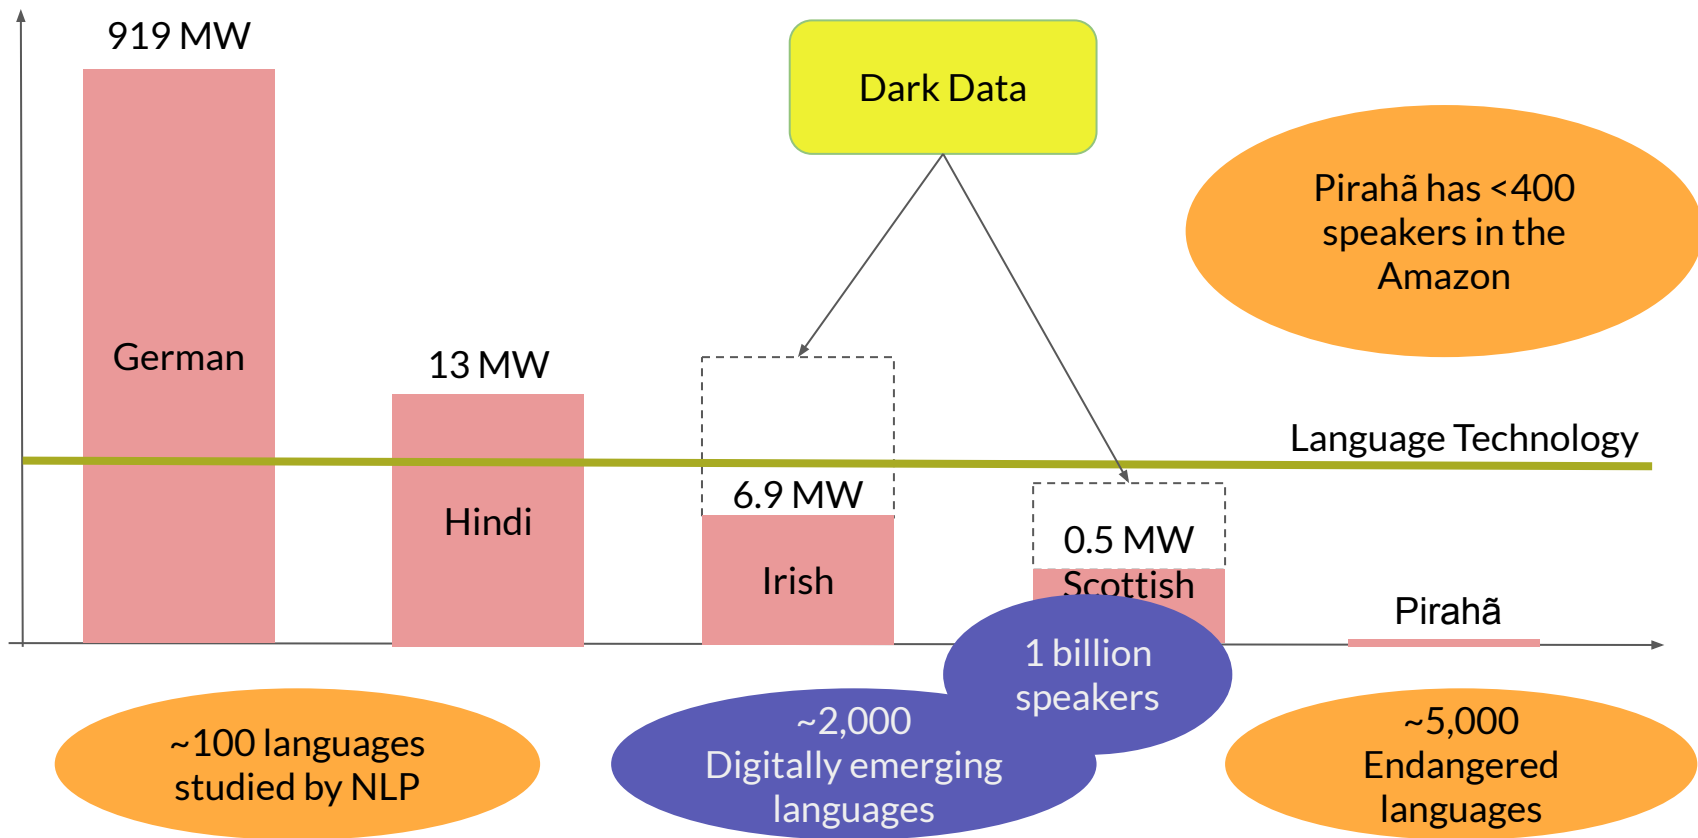 919 MW
German
13 MW
Hindi
Dark Data
6.9 MW
Irish
0.5 MW
Scottish
Pirahã has <400
speakers in the
Amazon
Language Technology
Pirahã
~100 languages
studied by NLP
~2,000
Digitally emerging
languages
1 billion
speakers
~5,000
Endangered
languages